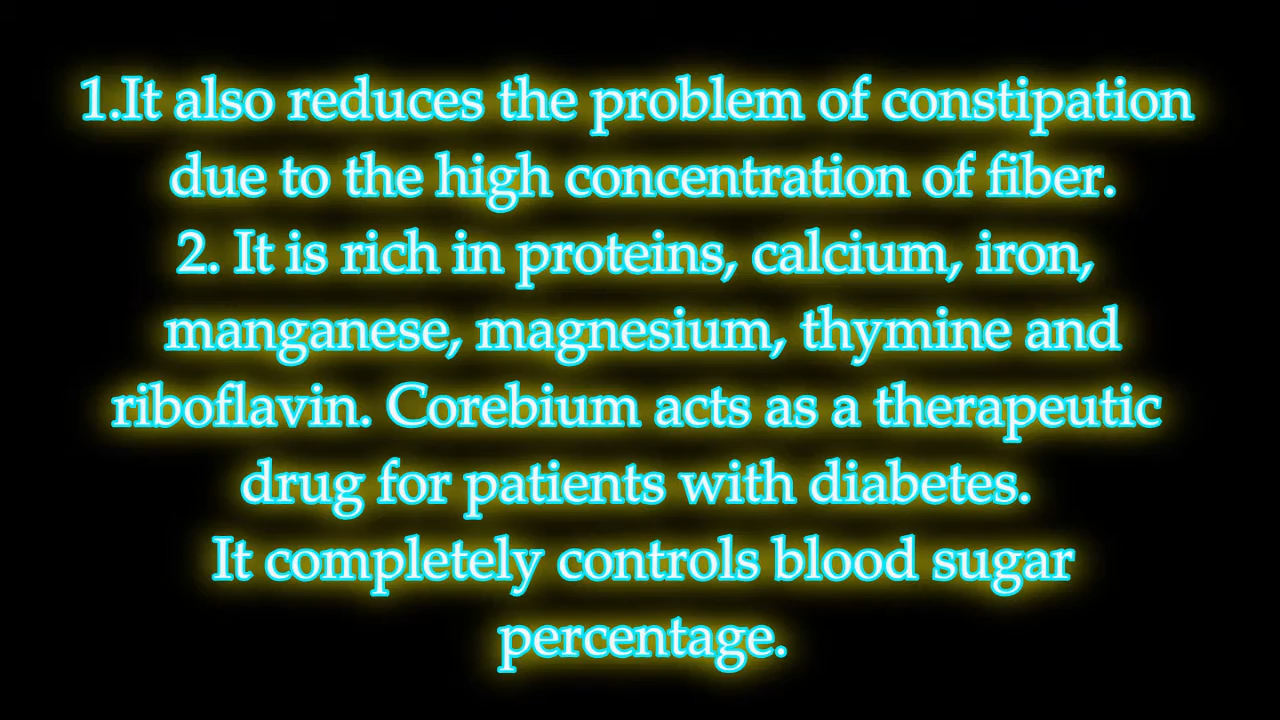 1.It also reduces the problem of constipation
due to the high concentration of fiber.
2. It is rich in proteins, calcium, iron,
manganese, magnesium, thymine and
riboflavin. Corebium acts as a therapeutic
drug for patients with diabetes.
It completely controls blood sugar
percentage.